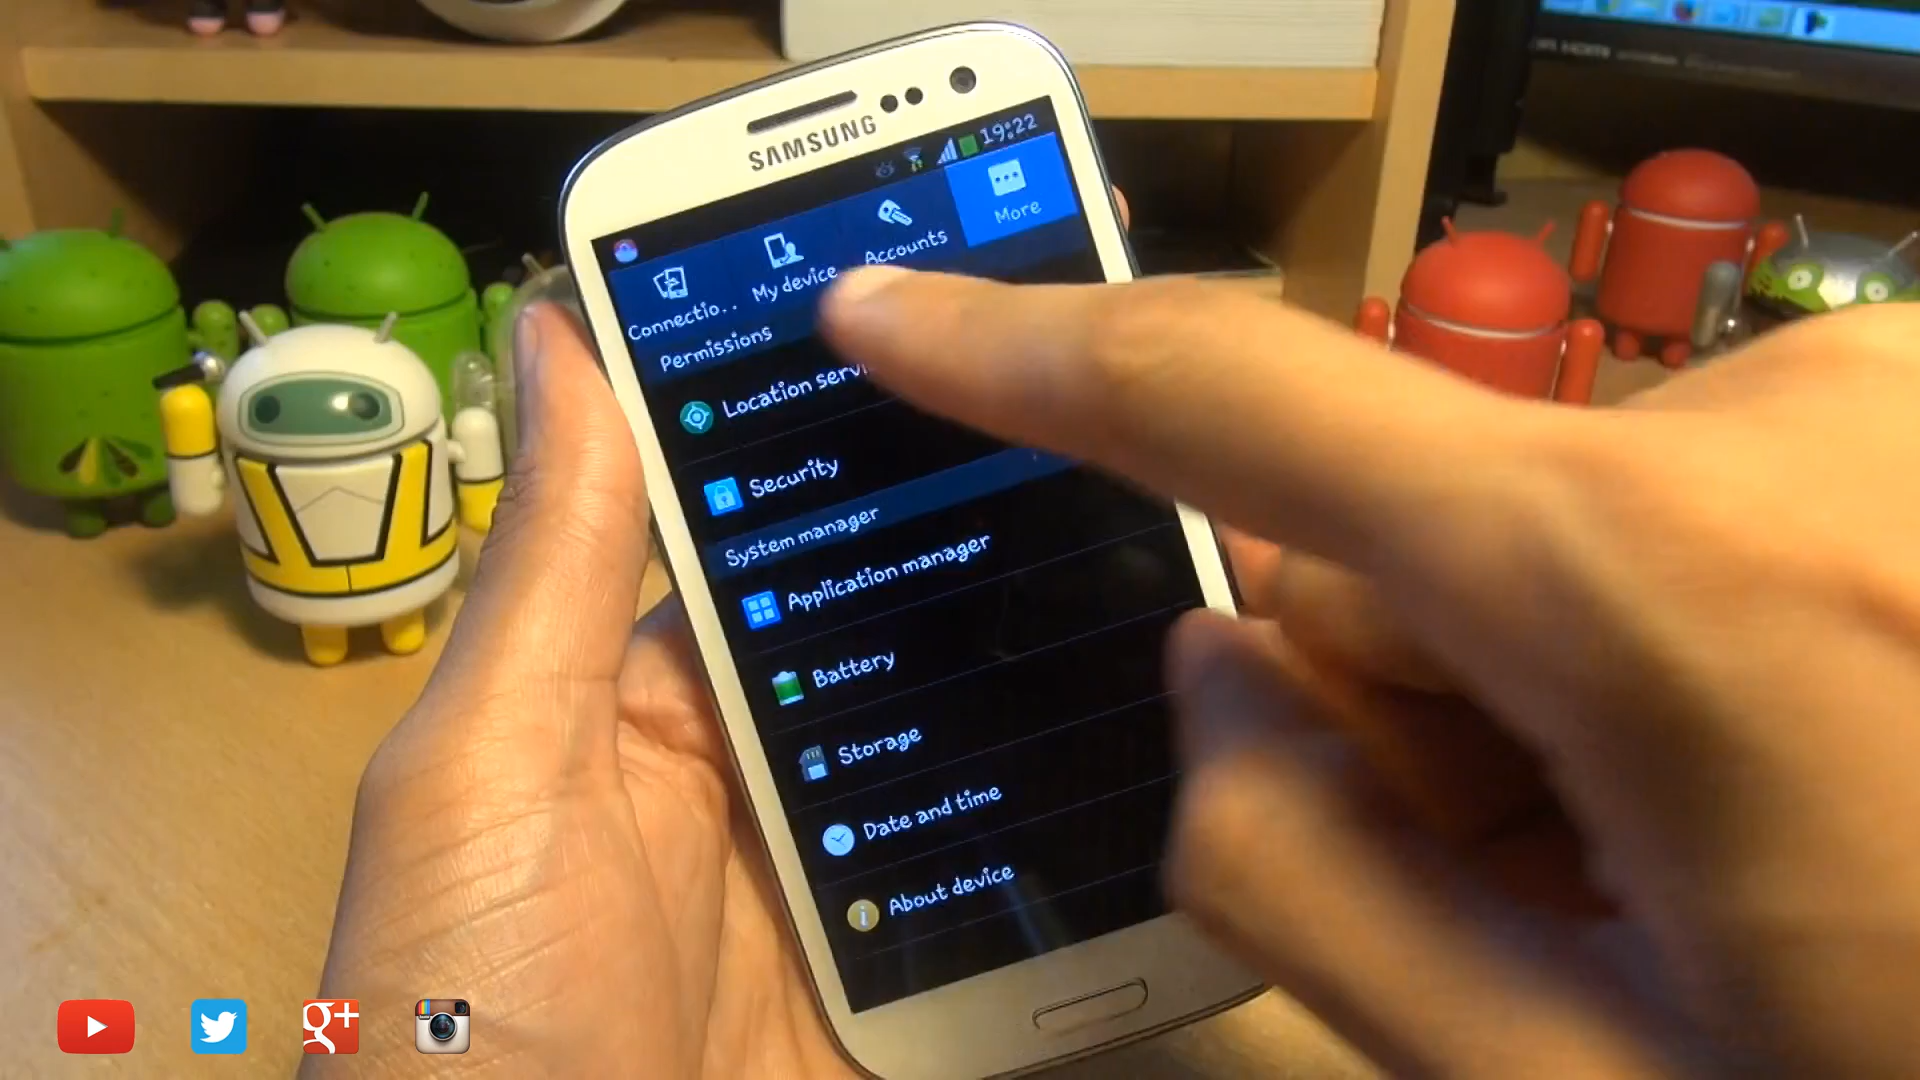 SAMSUNG
19:22
Connectio..
My device
Accounts
More
Permissions
Location servi
Security
System manager
Application manager
Battery
Storage
Date and time
About device
g+